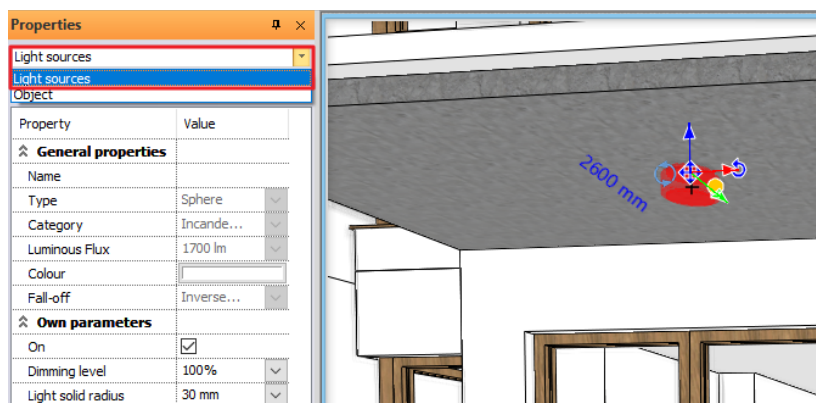 Properties
Light sources
Light sources
Object
Property Value
General properties
Name
Type Sphere
Category Incande...
Luminous Flux 1700 lm
Colour
Fall-off Inverse...
Own parameters
On
Dimming level 100%
Light solid radius 30 mm
2600 mm